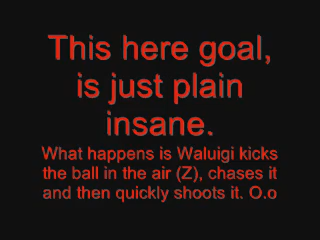 This here goal,
is just plain
insane.
What happens is Waluigi kicks
the ball in the air (Z), chases it
and then quickly shoots it. O.o